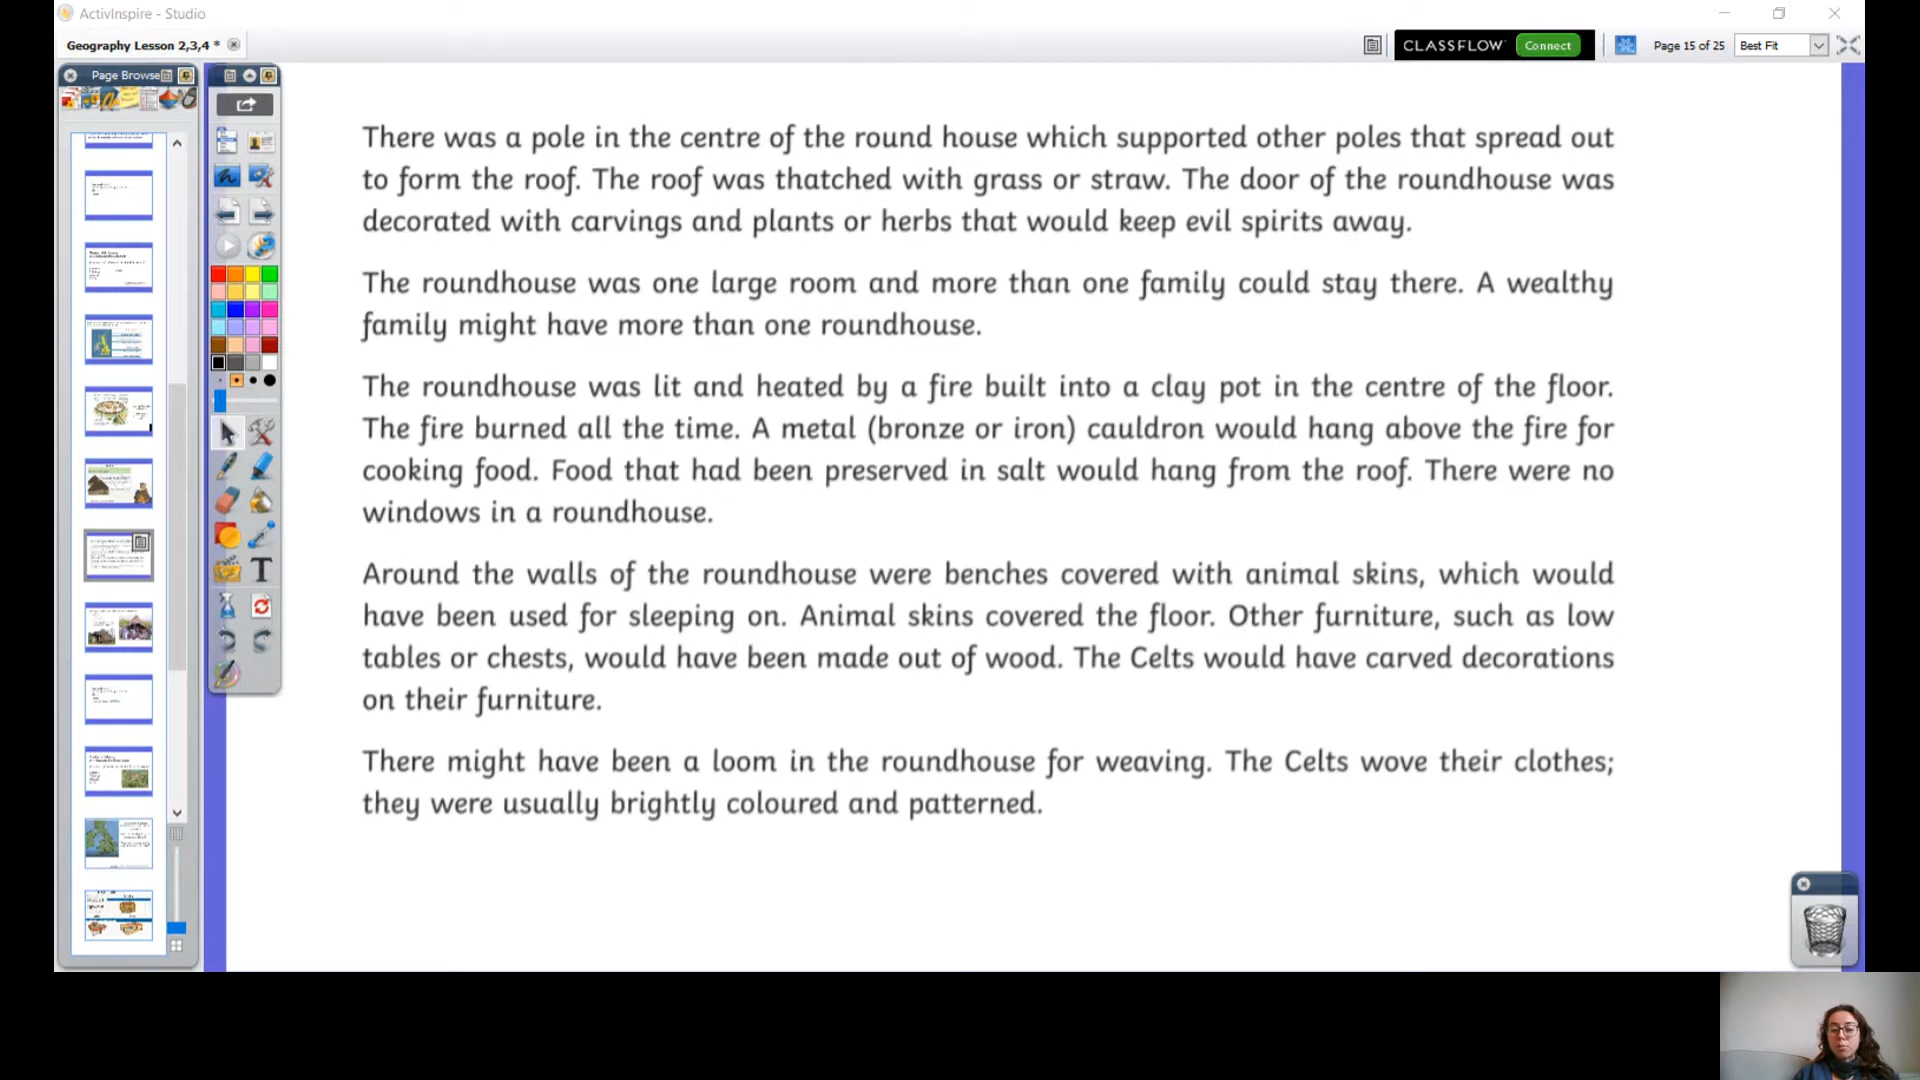 ActivInspire - Studio
Geography Lesson 2,3,4 *
CLASSFLOW Connect
Page 15 of 25
Best Fit
Page Browse
There was a pole in the centre of the round house which supported other poles that spread out
to form the roof. The roof was thatched with grass or straw. The door of the roundhouse was
decorated with carvings and plants or herbs that would keep evil spirits away.
The roundhouse was one large room and more than one family could stay there. A wealthy
family might have more than one roundhouse.
The roundhouse was lit and heated by a fire built into a clay pot in the centre of the floor.
The fire burned all the time. A metal (bronze or iron) cauldron would hang above the fire for
cooking food. Food that had been preserved in salt would hang from the roof. There were no
windows in a roundhouse.
Around the walls of the roundhouse were benches covered with animal skins, which would
have been used for sleeping on. Animal skins covered the floor. Other furniture, such as low
tables or chests, would have been made out of wood. The Celts would have carved decorations
on their furniture.
There might have been a loom in the roundhouse for weaving. The Celts wove their clothes;
they were usually brightly coloured and patterned.